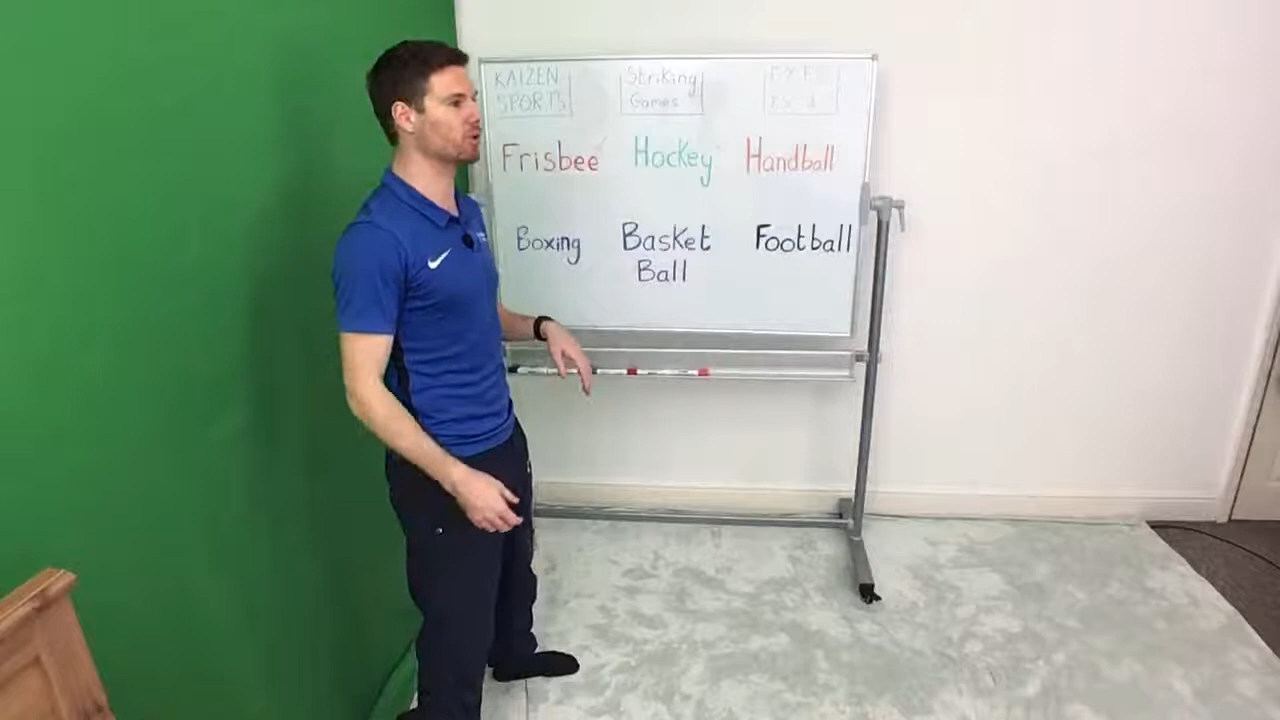 KAIZEN
SPORTS
Striking
Games
Frisbee Hockey Handball
Boxing Basket Football
Ball